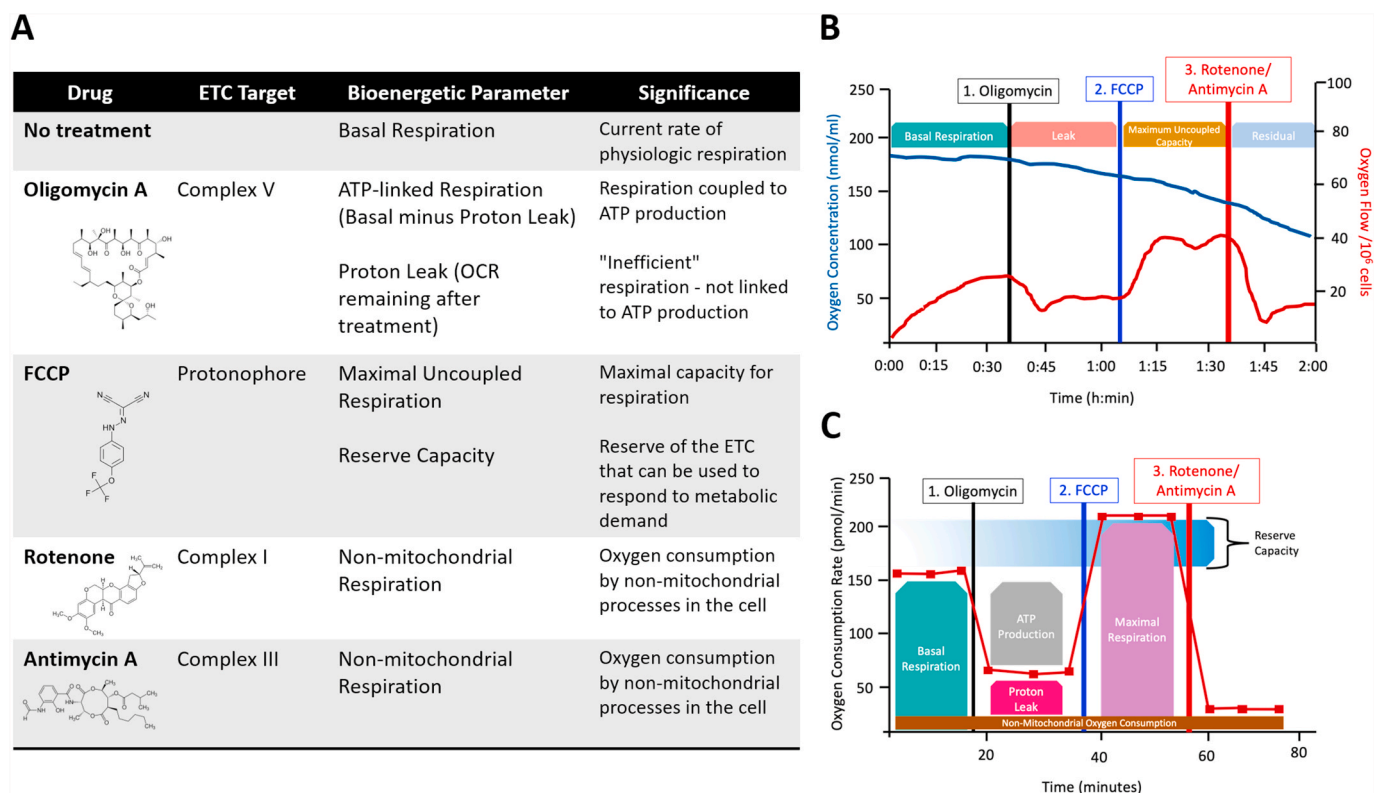 A
Drug ETC Target Bioenergetic Parameter Significance
No treatment Basal Respiration Current rate of
physiologic respiration
Oligomycin A Complex V ATP-linked Respiration
(Basal minus Proton Leak)
Respiration coupled to
ATP production
Proton Leak (OCR
remaining after
treatment)
"Inefficient"
respiration - not linked
to ATP production
FCCP Protonophore Maximal Uncoupled
Respiration
Maximal capacity for
respiration
Reserve Capacity
Reserve of the ETC
that can be used to
respond to metabolic
demand
Rotenone Complex I Non-mitochondrial
Respiration
Oxygen consumption
by non-mitochondrial
processes in the cell
Antimycin A Complex III Non-mitochondrial
Respiration
Oxygen consumption
by non-mitochondrial
processes in the cell
B
1. Oligomycin
2. FCCP
3. Rotenone/
Antimycin A
Basal Respiration
Leak
Maximum Uncoupled
Capacity
Residual
Oxygen Concentration (nmol/ml)
250
200
150
100
50
Oxygen Flow /10⁶
cells
100
80
60
40
20
0:00 0:15 0:30 0:45 1:00 1:15 1:30 1:45 2:00
Time (h:min)
C
1. Oligomycin
2. FCCP
3. Rotenone/
Antimycin A
Oxygen Consumption Rate (pmol/min)
250
200
150
100
50
Reserve
Capacity
Basal
Respiration
ATP
Production
Proton
Leak
Maximal
Respiration
Non-Mitochondrial Oxygen Consumption
20 40 60 80
Time (minutes)